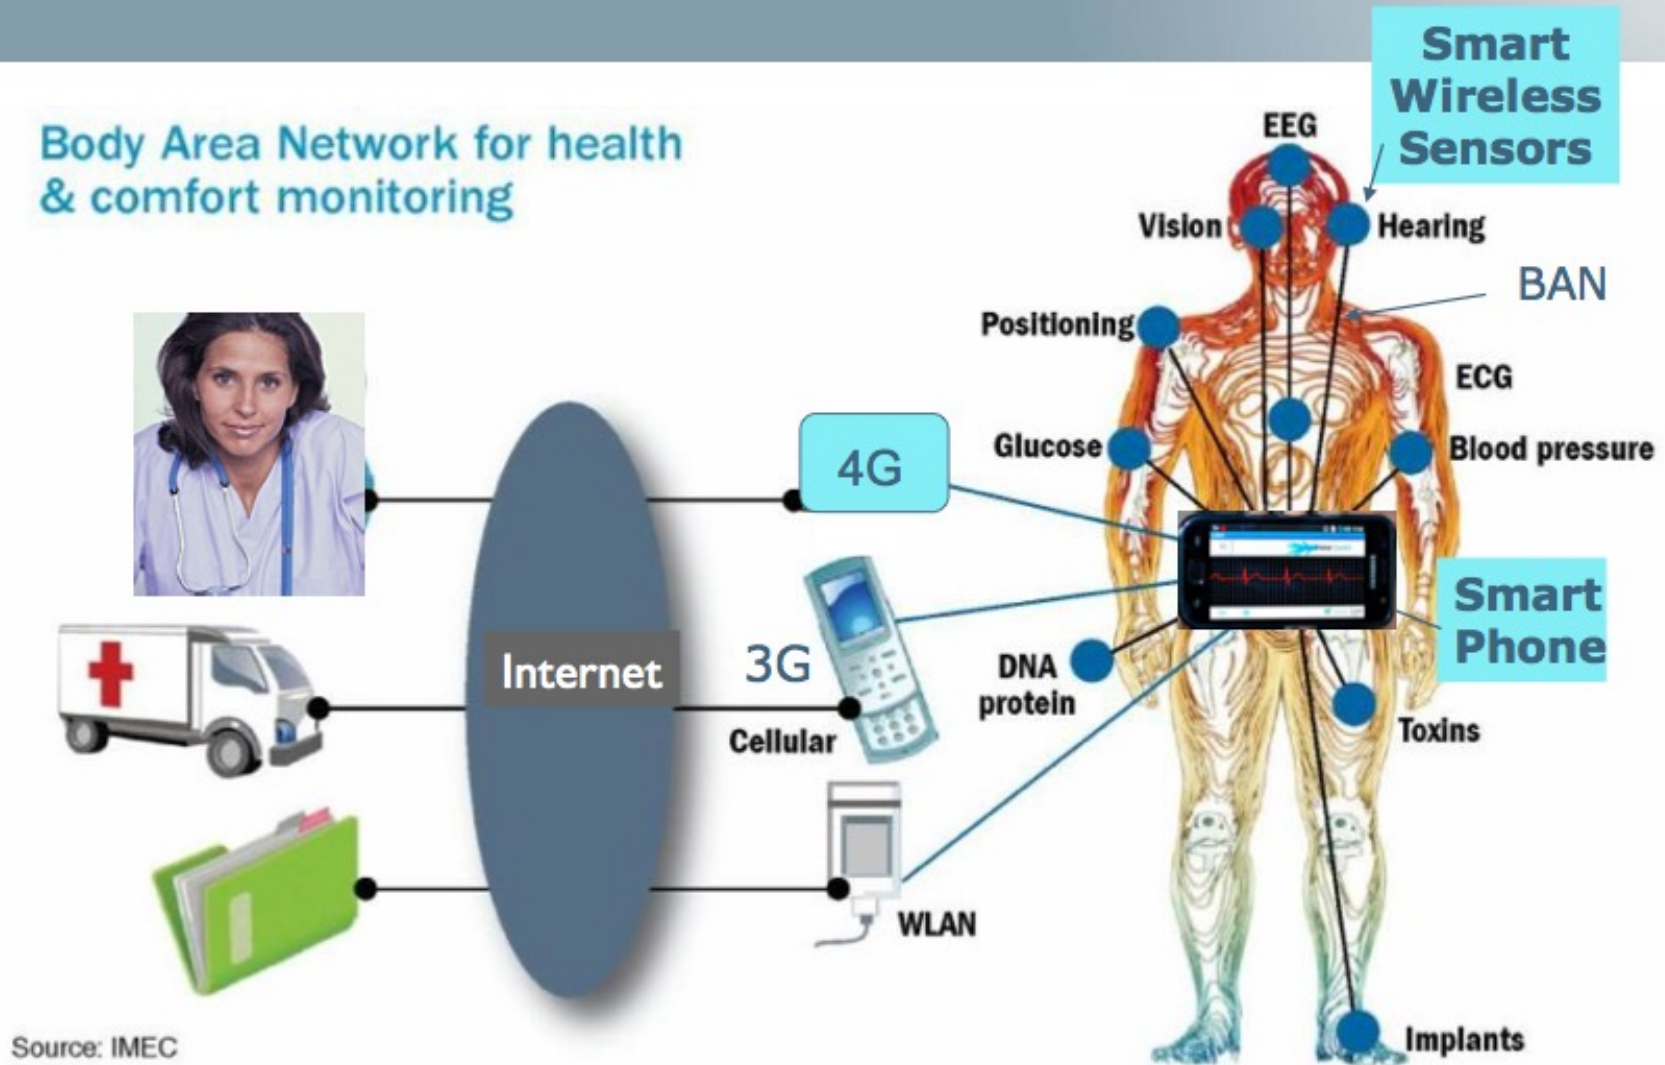 Smart
Wireless
Sensors
Body Area Network for health
& comfort monitoring
EEG
Vision
Hearing
BAN
Positioning
ECG
Glucose
Blood pressure
4G
Smart
Phone
Internet
3G
Cellular
DNA
protein
Toxins
WLAN
Implants
Source: IMEC